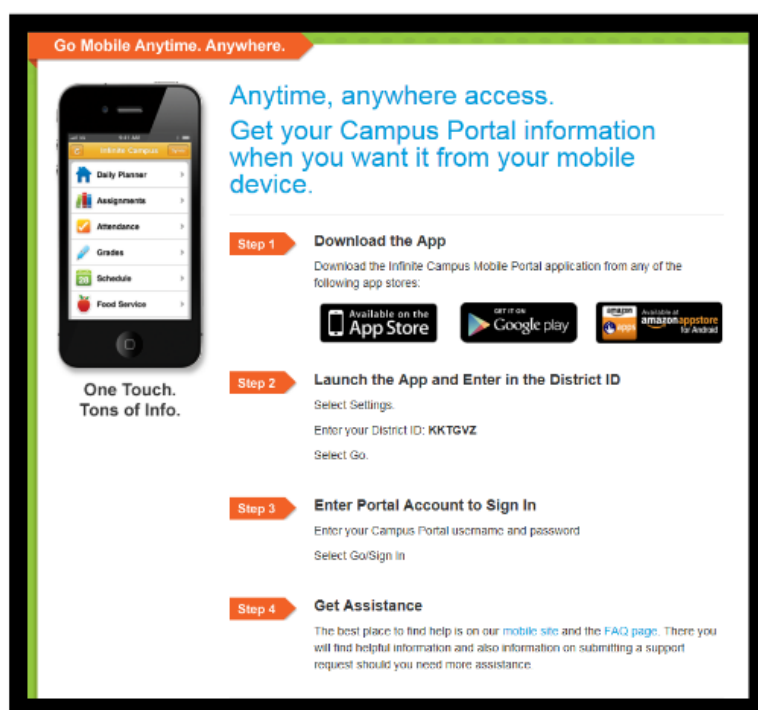 Go Mobile Anytime. Anywhere.
Infinite Campus
Daily Planner
Assignments
Attendance
Grades
Schedule
Food Service
One Touch.
Tons of Info.
Anytime, anywhere access.
Get your Campus Portal information
when you want it from your mobile
device.
Step 1
Download the App
Download the Infinite Campus Mobile Portal application from any of the
following app stores:
Available on the
App Store
GET IT ON
Google play
amazon
apps
Available at
amazonappstore
for Android
Step 2
Launch the App and Enter in the District ID
Select Settings.
Enter your District ID: KKTGVZ
Select Go.
Step 3
Enter Portal Account to Sign In
Enter your Campus Portal username and password
Select Go/Sign In
Step 4
Get Assistance
The best place to find help is on our mobile site and the FAQ page. There you
will find helpful information and also information on submitting a support
request should you need more assistance